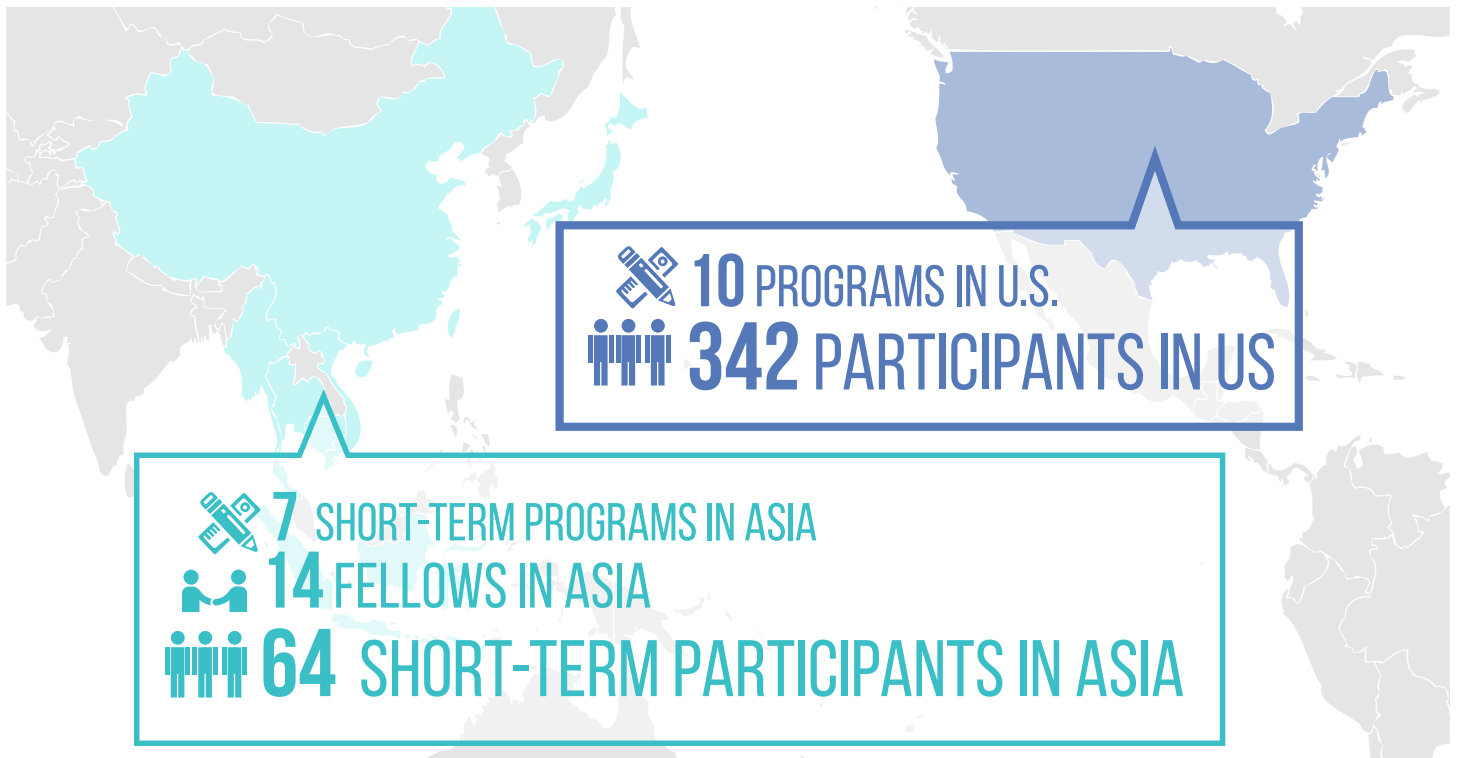 10 PROGRAMS IN U.S.
342 PARTICIPANTS IN US
7 SHORT-TERM PROGRAMS IN ASIA
14 FELLOWS IN ASIA
64 SHORT-TERM PARTICIPANTS IN ASIA